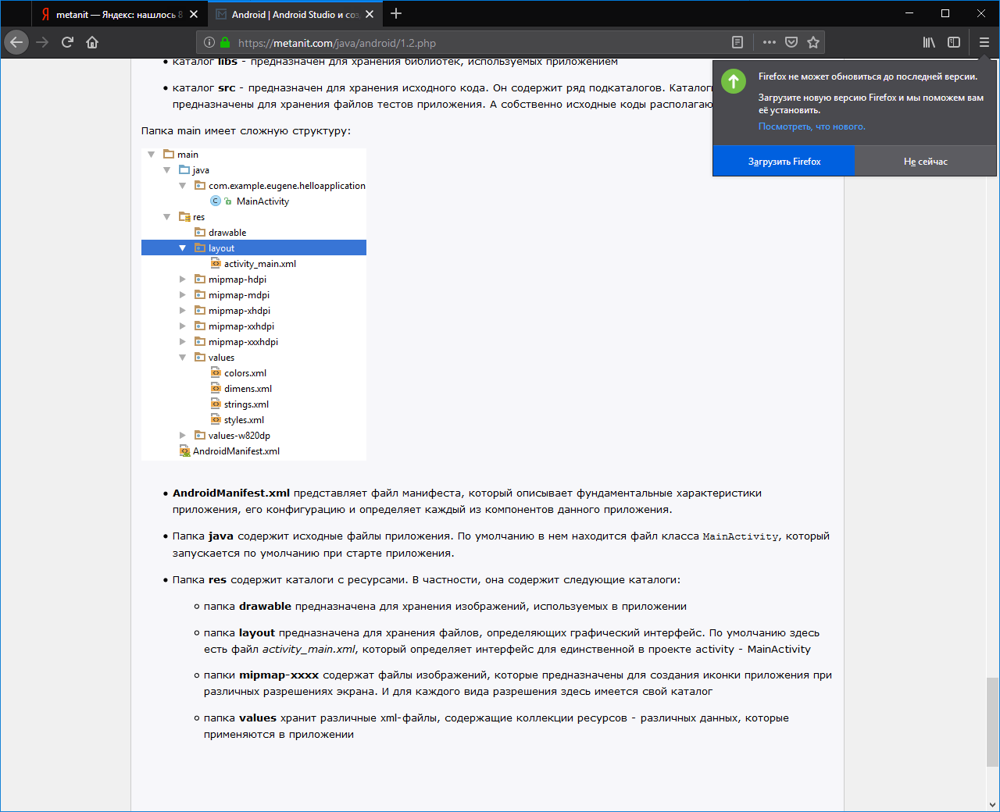 metanit — Яндекс: нашлось 8
Android | Android Studio и соз
https://metanit.com/java/android/1.2.php
Firefox не может обновиться до последней версии.
Загрузите новую версию Firefox и мы поможем вам
её установить.
Посмотреть, что нового.
Загрузить Firefox
Не сейчас
каталог libs - предназначен для хранения библиотек, используемых приложением
каталог src - предназначен для хранения исходного кода. Он содержит ряд подкаталогов. Каталоги
предназначены для хранения файлов тестов приложения. А собственно исходные коды располагаю
Папка main имеет сложную структуру:
main
java
com.example.eugene.helloapplication
MainActivity
res
drawable
layout
activity_main.xml
mipmap-hdpi
mipmap-mdpi
mipmap-xhdpi
mipmap-xxhdpi
mipmap-xxxhdpi
values
colors.xml
dimens.xml
strings.xml
styles.xml
values-w820dp
AndroidManifest.xml
AndroidManifest.xml представляет файл манифеста, который описывает фундаментальные характеристики
приложения, его конфигурацию и определяет каждый из компонентов данного приложения.
Папка java содержит исходные файлы приложения. По умолчанию в нем находится файл класса MainActivity, который
запускается по умолчанию при старте приложения.
Папка res содержит каталоги с ресурсами. В частности, она содержит следующие каталоги:
папка drawable предназначена для хранения изображений, используемых в приложении
папка layout предназначена для хранения файлов, определяющих графический интерфейс. По умолчанию здесь
есть файл activity_main.xml, который определяет интерфейс для единственной в проекте activity - MainActivity
папки mipmap-xxxx содержат файлы изображений, которые предназначены для создания иконки приложения при
различных разрешениях экрана. И для каждого вида разрешения здесь имеется свой каталог
папка values хранит различные xml-файлы, содержащие коллекции ресурсов - различных данных, которые
применяются в приложении